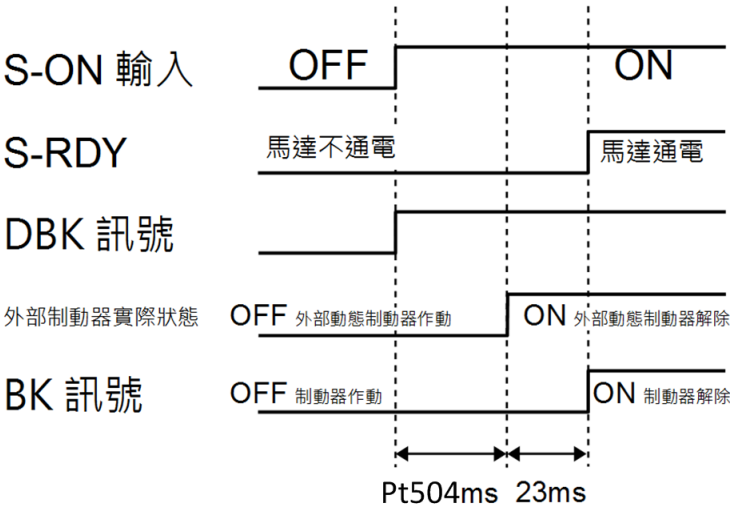 S-ON 輸入 OFF ON
S-RDY 馬達不通電 馬達通電
DBK 訊號
外部制動器實際狀態 OFF 外部動態制動器作動 ON 外部動態制動器解除
BK 訊號 OFF 制動器作動 ON 制動器解除
Pt504ms 23ms